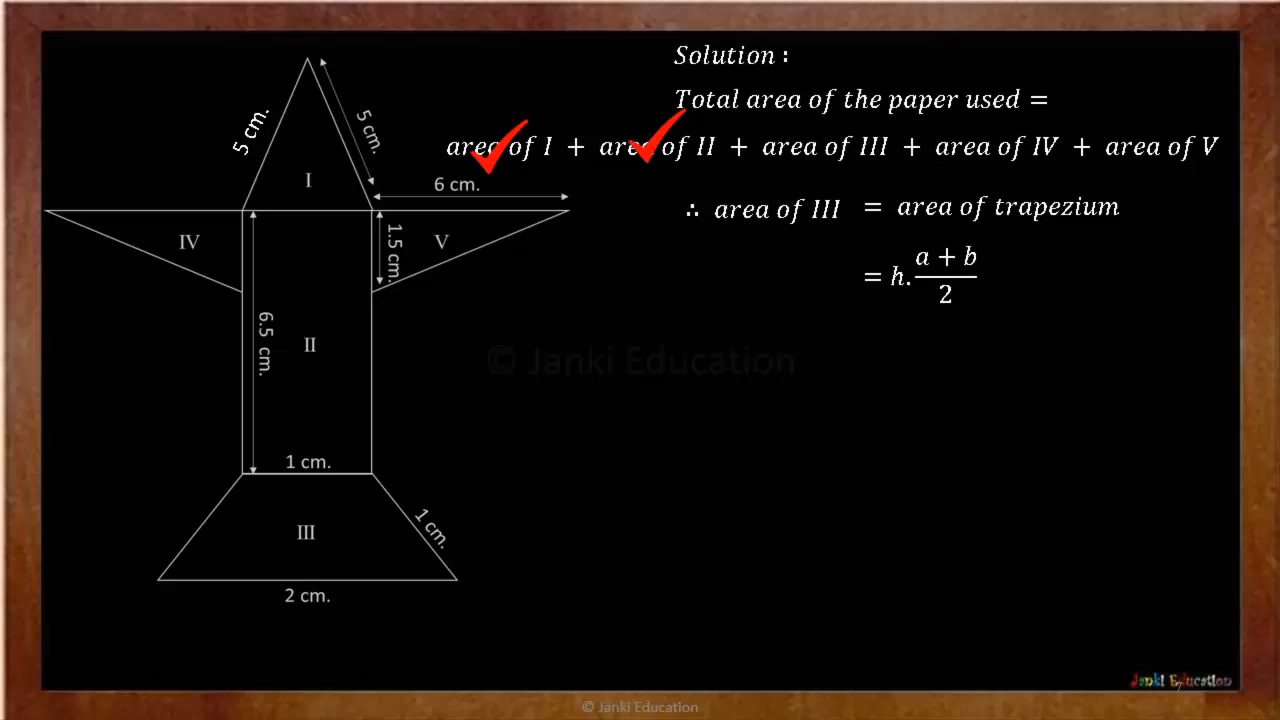 Solution :
Total area of the paper used =
area of I + area of II + area of III + area of IV + area of V
∴ area of III = area of trapezium
= h. (a + b)/2
5 cm.
5 cm.
I
6 cm.
IV
1.5 cm.
V
6.5 cm.
II
1 cm.
III
1 cm.
2 cm.
© Janki Education
Janki Education
© Janki Education